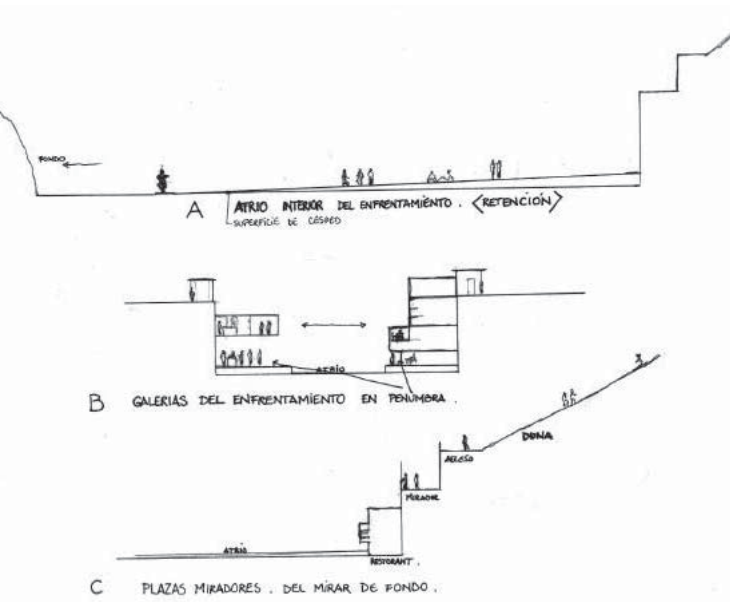 FONDO
A ATRIO INTERIOR DEL ENFRENTAMIENTO. <RETENCIÓN>
SUPERFICIE DE CÉSPED
ATRIO
B GALERIAS DEL ENFRENTAMIENTO EN PENUMBRA.
DUNA
ACCESO
MIRADOR
ATRIO
RESTORANT.
C PLAZAS MIRADORES. DEL MIRAR DE FONDO.